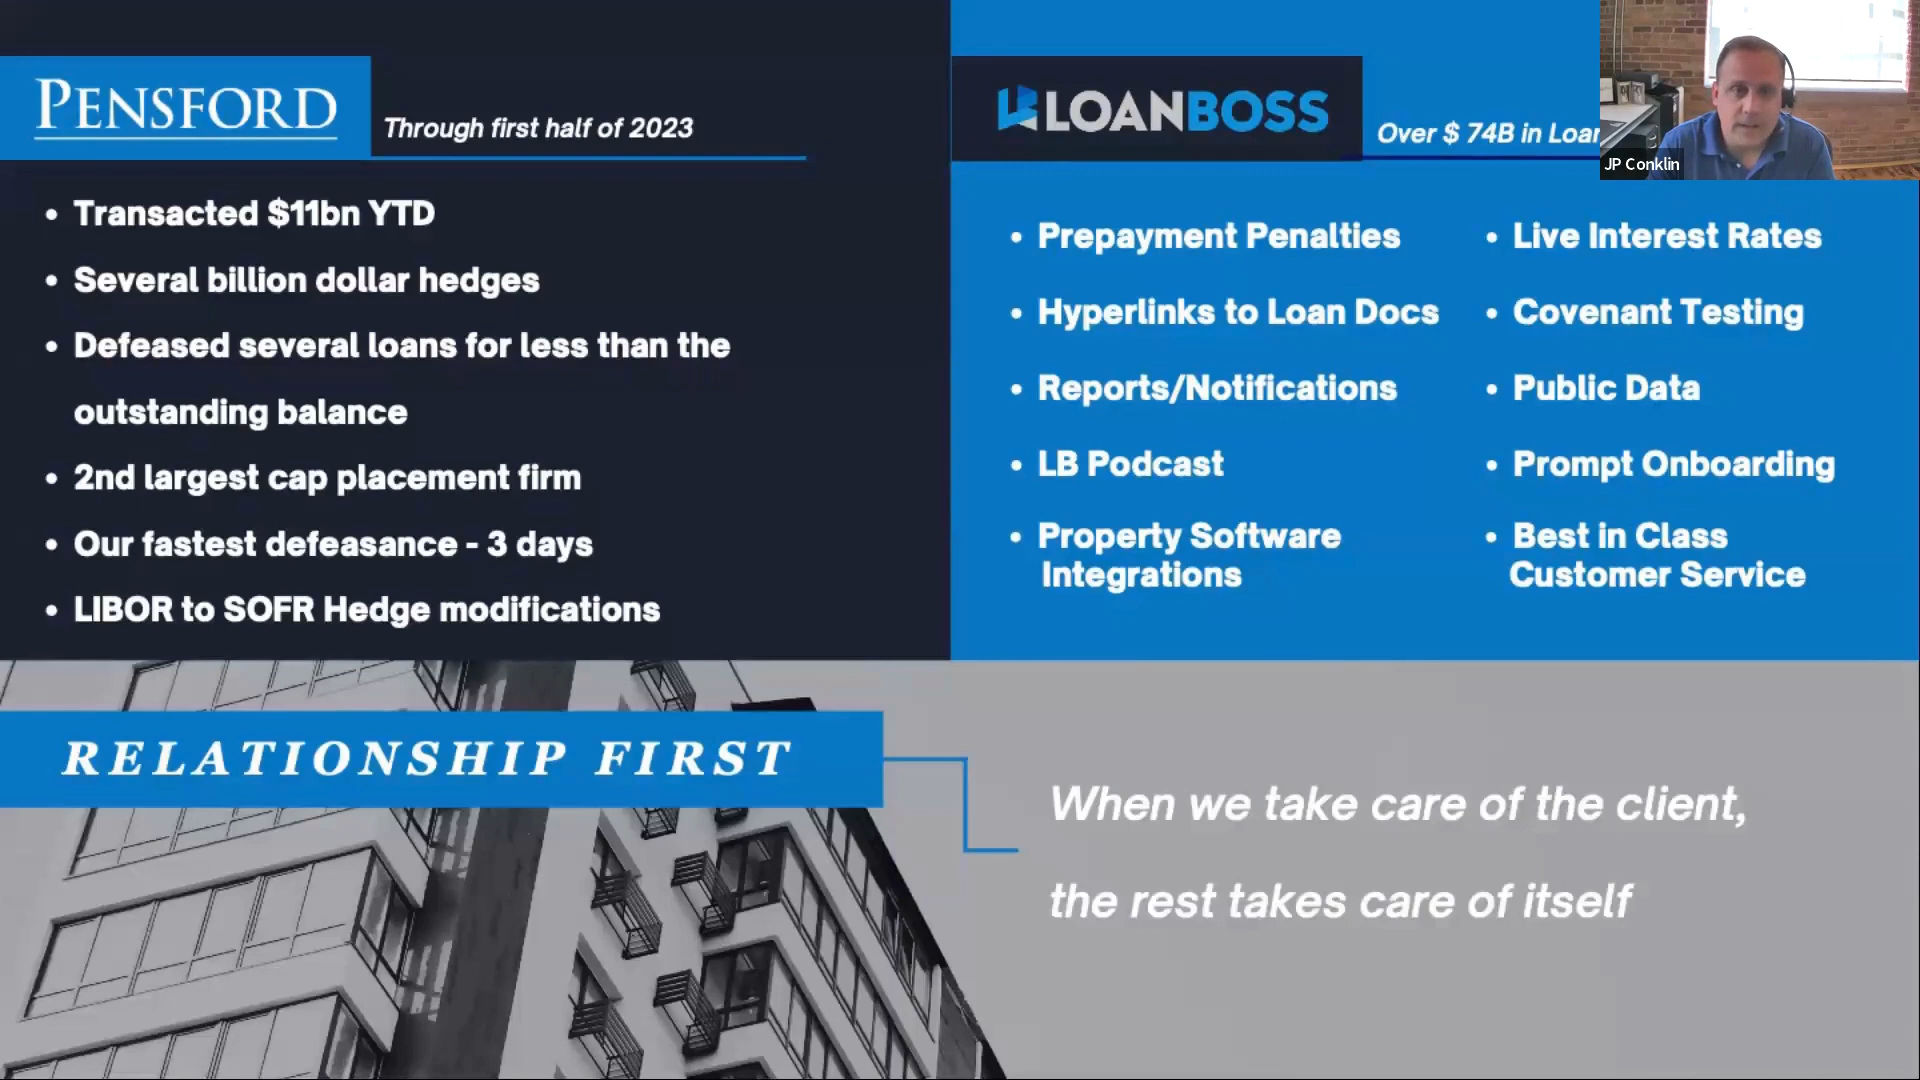 PENSFORD
Through first half of 2023
• Transacted $11bn YTD
• Several billion dollar hedges
• Defeased several loans for less than the
outstanding balance
• 2nd largest cap placement firm
• Our fastest defeasance - 3 days
• LIBOR to SOFR Hedge modifications
LOANBOSS
Over $ 74B in
JP Conklin
• Prepayment Penalties
• Hyperlinks to Loan Docs
• Reports/Notifications
• LB Podcast
• Property Software
Integrations
• Live Interest Rates
• Covenant Testing
• Public Data
• Prompt Onboarding
• Best in Class
Customer Service
RELATIONSHIP FIRST
When we take care of the client,
the rest takes care of itself